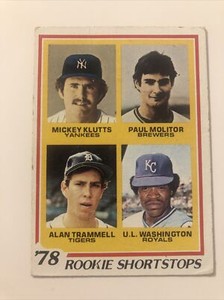 MICKEY KLUTTS
YANKEES
PAUL MOLITOR
BREWERS
ALAN TRAMMELL
TIGERS
U.L. WASHINGTON
ROYALS
'78 ROOKIE SHORTSTOPS